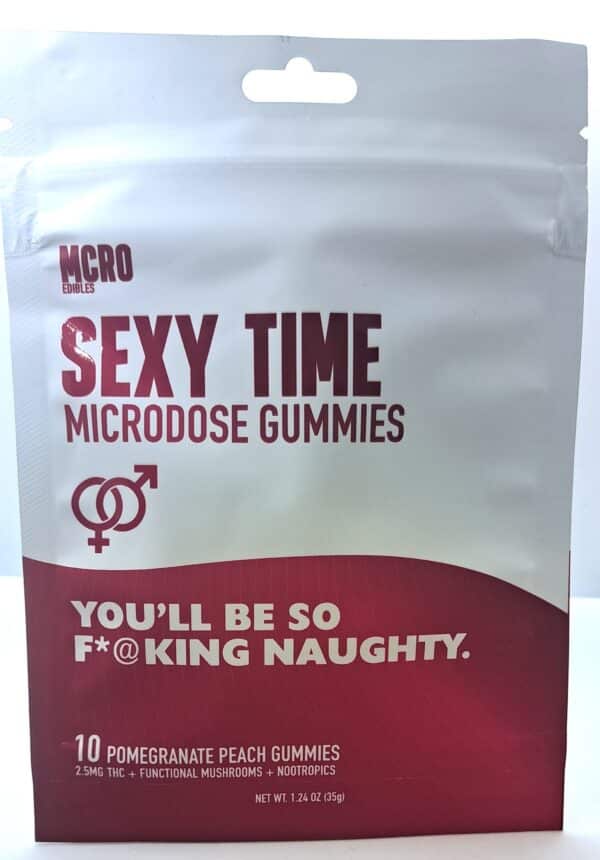 MCRO
EDIBLES
SEXY TIME
MICRODOSE GUMMIES
YOU'LL BE SO
F*@KING NAUGHTY.
10 POMEGRANATE PEACH GUMMIES
2.5MG THC + FUNCTIONAL MUSHROOMS + NOOTROPICS
NET WT. 1.24 OZ (35g)